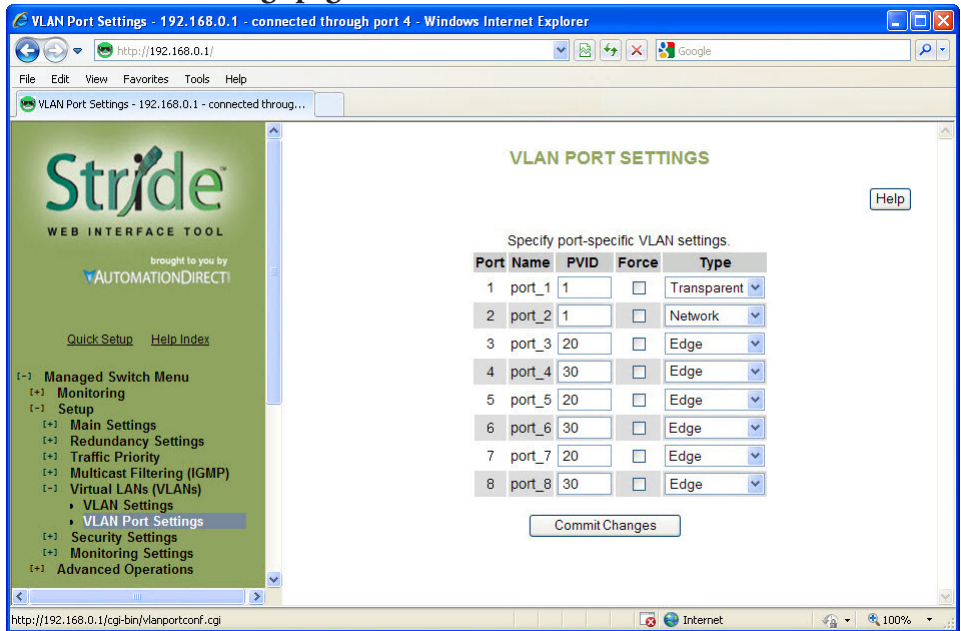 VLAN Port Settings - 192.168.0.1 - connected through port 4 - Windows Internet Explorer
http://192.168.0.1/
Google
File Edit View Favorites Tools Help
VLAN Port Settings - 192.168.0.1 - connected throug...
Stride™
WEB INTERFACE TOOL
brought to you by
AUTOMATIONDIRECT
Quick Setup Help Index
[-] Managed Switch Menu
[+] Monitoring
[-] Setup
[+] Main Settings
[+] Redundancy Settings
[+] Traffic Priority
[+] Multicast Filtering (IGMP)
[-] Virtual LANs (VLANs)
VLAN Settings
VLAN Port Settings
[+] Security Settings
[+] Monitoring Settings
[+] Advanced Operations
VLAN PORT SETTINGS
Help
Specify port-specific VLAN settings.
Port Name PVID Force Type
1 port_1 1 Transparent
2 port_2 1 Network
3 port_3 20 Edge
4 port_4 30 Edge
5 port_5 20 Edge
6 port_6 30 Edge
7 port_7 20 Edge
8 port_8 30 Edge
Commit Changes
http://192.168.0.1/cgi-bin/vlanportconf.cgi
Internet
100%